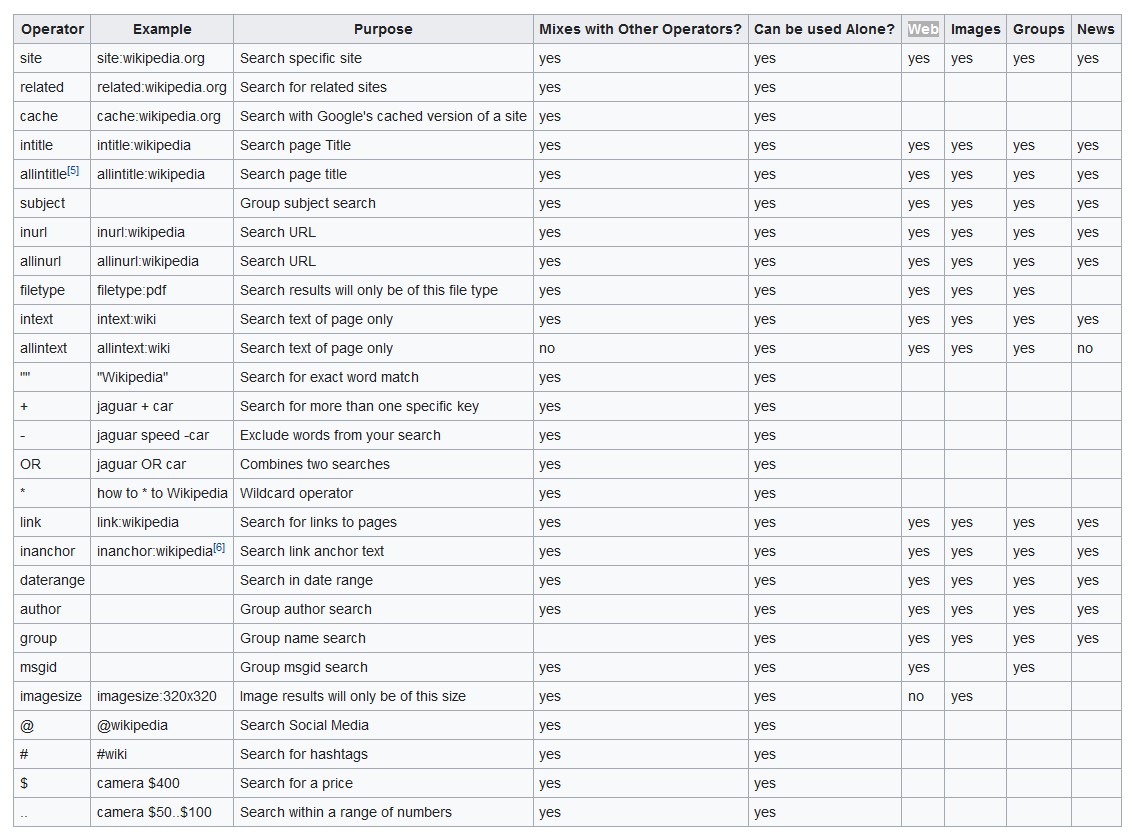 Operator Example Purpose Mixes with Other Operators? Can be used Alone? Web Images Groups News
site site:wikipedia.org Search specific site yes yes yes yes yes yes
related related:wikipedia.org Search for related sites yes yes
cache cache:wikipedia.org Search with Google's cached version of a site yes yes
intitle intitle:wikipedia Search page Title yes yes yes yes yes yes
allintitle[5] allintitle:wikipedia Search page title yes yes yes yes yes yes
subject Group subject search yes yes yes yes yes yes
inurl inurl:wikipedia Search URL yes yes yes yes yes yes
allinurl allinurl:wikipedia Search URL yes yes yes yes yes yes
filetype filetype:pdf Search results will only be of this file type yes yes yes yes yes
intext intext:wiki Search text of page only yes yes yes yes yes yes
allintext allintext:wiki Search text of page only no yes yes yes yes no
"" "Wikipedia" Search for exact word match yes yes
+ jaguar + car Search for more than one specific key yes yes
- jaguar speed -car Exclude words from your search yes yes
OR jaguar OR car Combines two searches yes yes
* how to * to Wikipedia Wildcard operator yes yes
link link:wikipedia Search for links to pages yes yes yes yes yes yes
inanchor inanchor:wikipedia[6] Search link anchor text yes yes yes yes yes yes
daterange Search in date range yes yes yes yes yes yes
author Group author search yes yes yes yes yes yes
group Group name search yes yes yes yes yes
msgid Group msgid search yes yes yes yes
imagesize imagesize:320x320 Image results will only be of this size yes yes no yes
@ @wikipedia Search Social Media yes yes
# #wiki Search for hashtags yes yes
$ camera $400 Search for a price yes yes
.. camera $50..$100 Search within a range of numbers yes yes